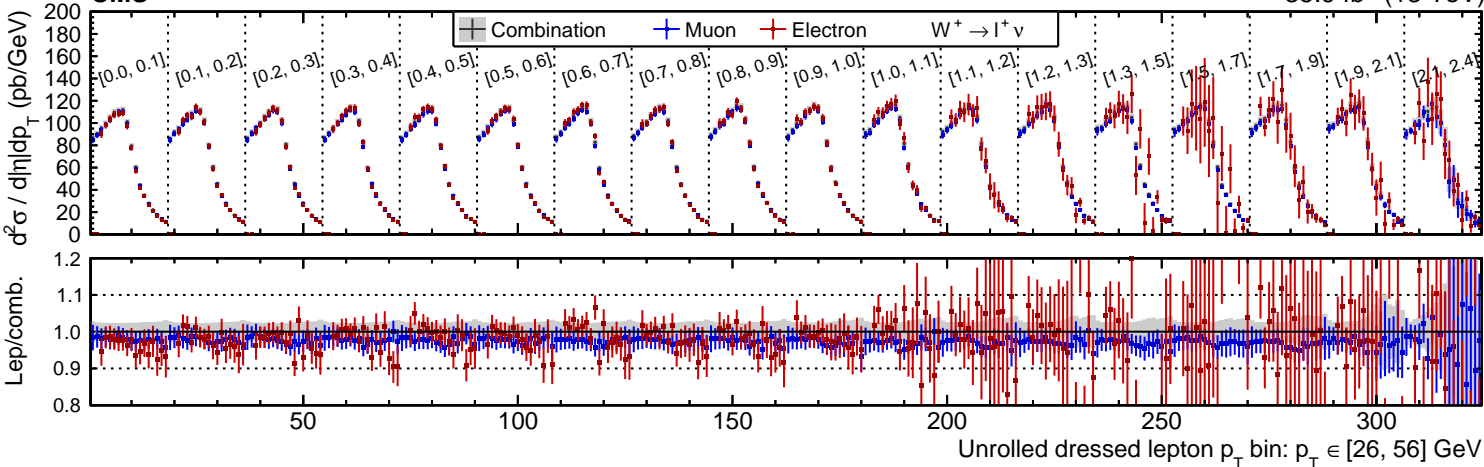 Combination Muon Electron W⁺ → l⁺ ν
d²σ / d|η|dp_T (pb/GeV)
200
180
160
140
120
100
80
60
40
20
0
[0.0, 0.1] [0.1, 0.2] [0.2, 0.3] [0.3, 0.4] [0.4, 0.5] [0.5, 0.6] [0.6, 0.7] [0.7, 0.8] [0.8, 0.9] [0.9, 1.0] [1.0, 1.1] [1.1, 1.2] [1.2, 1.3] [1.3, 1.5] [1.5, 1.7] [1.7, 1.9] [1.9, 2.1] [2.1, 2.4]
Lep/comb.
1.2
1.1
1.0
0.9
0.8
50 100 150 200 250 300
Unrolled dressed lepton p_T bin: p_T ∈ [26, 56] GeV